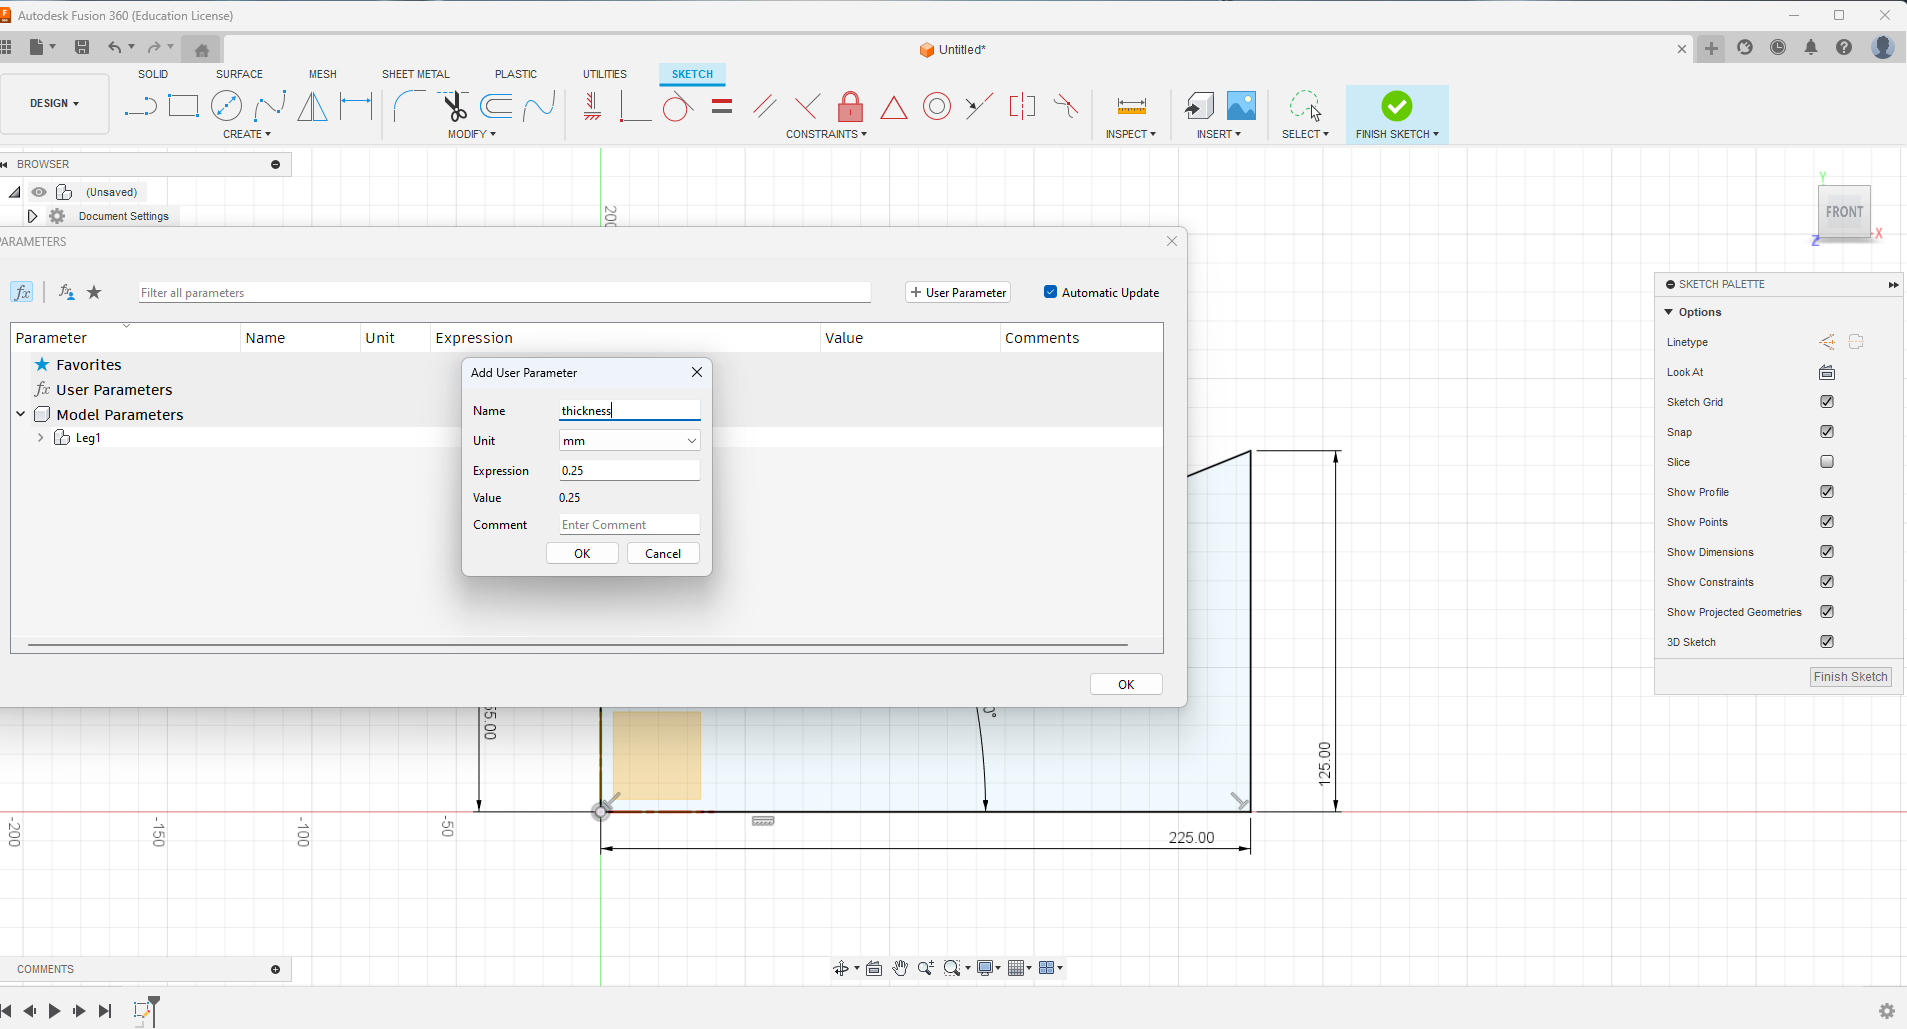 Autodesk Fusion 360 (Education License)
Untitled*
SOLID SURFACE MESH SHEET METAL PLASTIC UTILITIES SKETCH
DESIGN
CREATE MODIFY CONSTRAINTS INSPECT INSERT SELECT FINISH SKETCH
BROWSER
(Unsaved)
Document Settings
FRONT
Y
X
Z
PARAMETERS
fx
Filter all parameters
User Parameter
Automatic Update
Parameter Name Unit Expression Value Comments
Favorites
fx User Parameters
Model Parameters
Leg1
Add User Parameter
Name thickness
Unit mm
Expression 0.25
Value 0.25
Comment Enter Comment
OK Cancel
OK
SKETCH PALETTE
Options
Linetype
Look At
Sketch Grid
Snap
Slice
Show Profile
Show Points
Show Dimensions
Show Constraints
Show Projected Geometries
3D Sketch
Finish Sketch
125.00
225.00
-200
-150
-100
-50
COMMENTS